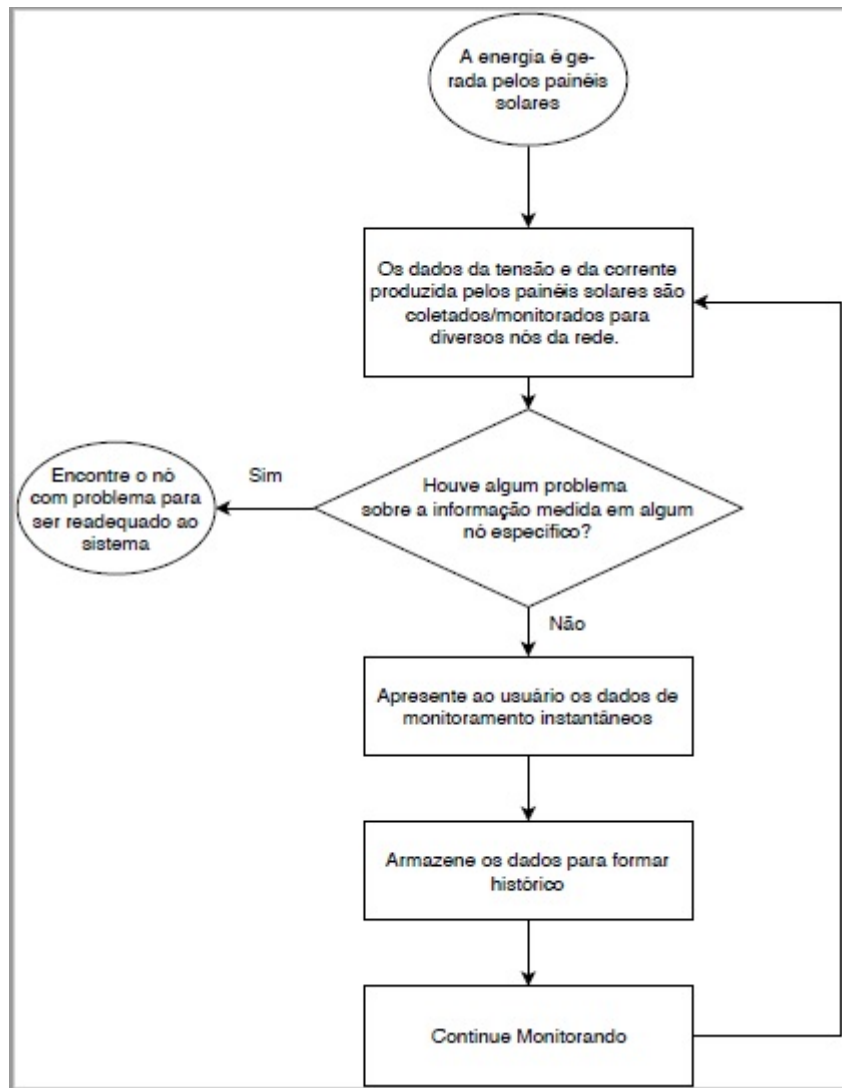 A energia é ge-
rada pelos painéis
solares
Os dados da tensão e da corrente
produzida pelos painéis solares são
coletados/monitorados para
diversos nós da rede.
Houve algum problema
sobre a informação medida em algum
nó específico?
Sim
Encontre o nó
com problema para
ser readequado ao
sistema
Não
Apresente ao usuário os dados de
monitoramento instantâneos
Armazene os dados para formar
histórico
Continue Monitorando